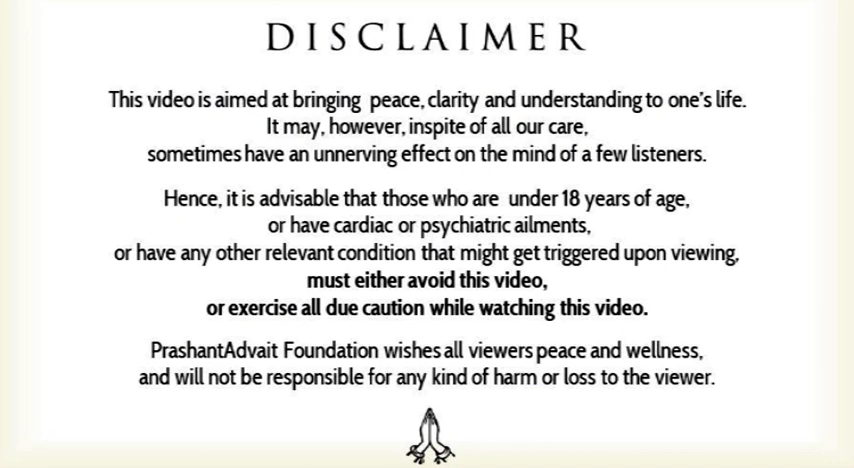 DISCLAIMER
This video is aimed at bringing peace, clarity and understanding to one's life.
It may, however, inspite of all our care,
sometimes have an unnerving effect on the mind of a few listeners.
Hence, it is advisable that those who are under 18 years of age,
or have cardiac or psychiatric ailments,
or have any other relevant condition that might get triggered upon viewing,
must either avoid this video,
or exercise all due caution while watching this video.
PrashantAdvait Foundation wishes all viewers peace and wellness,
and will not be responsible for any kind of harm or loss to the viewer.